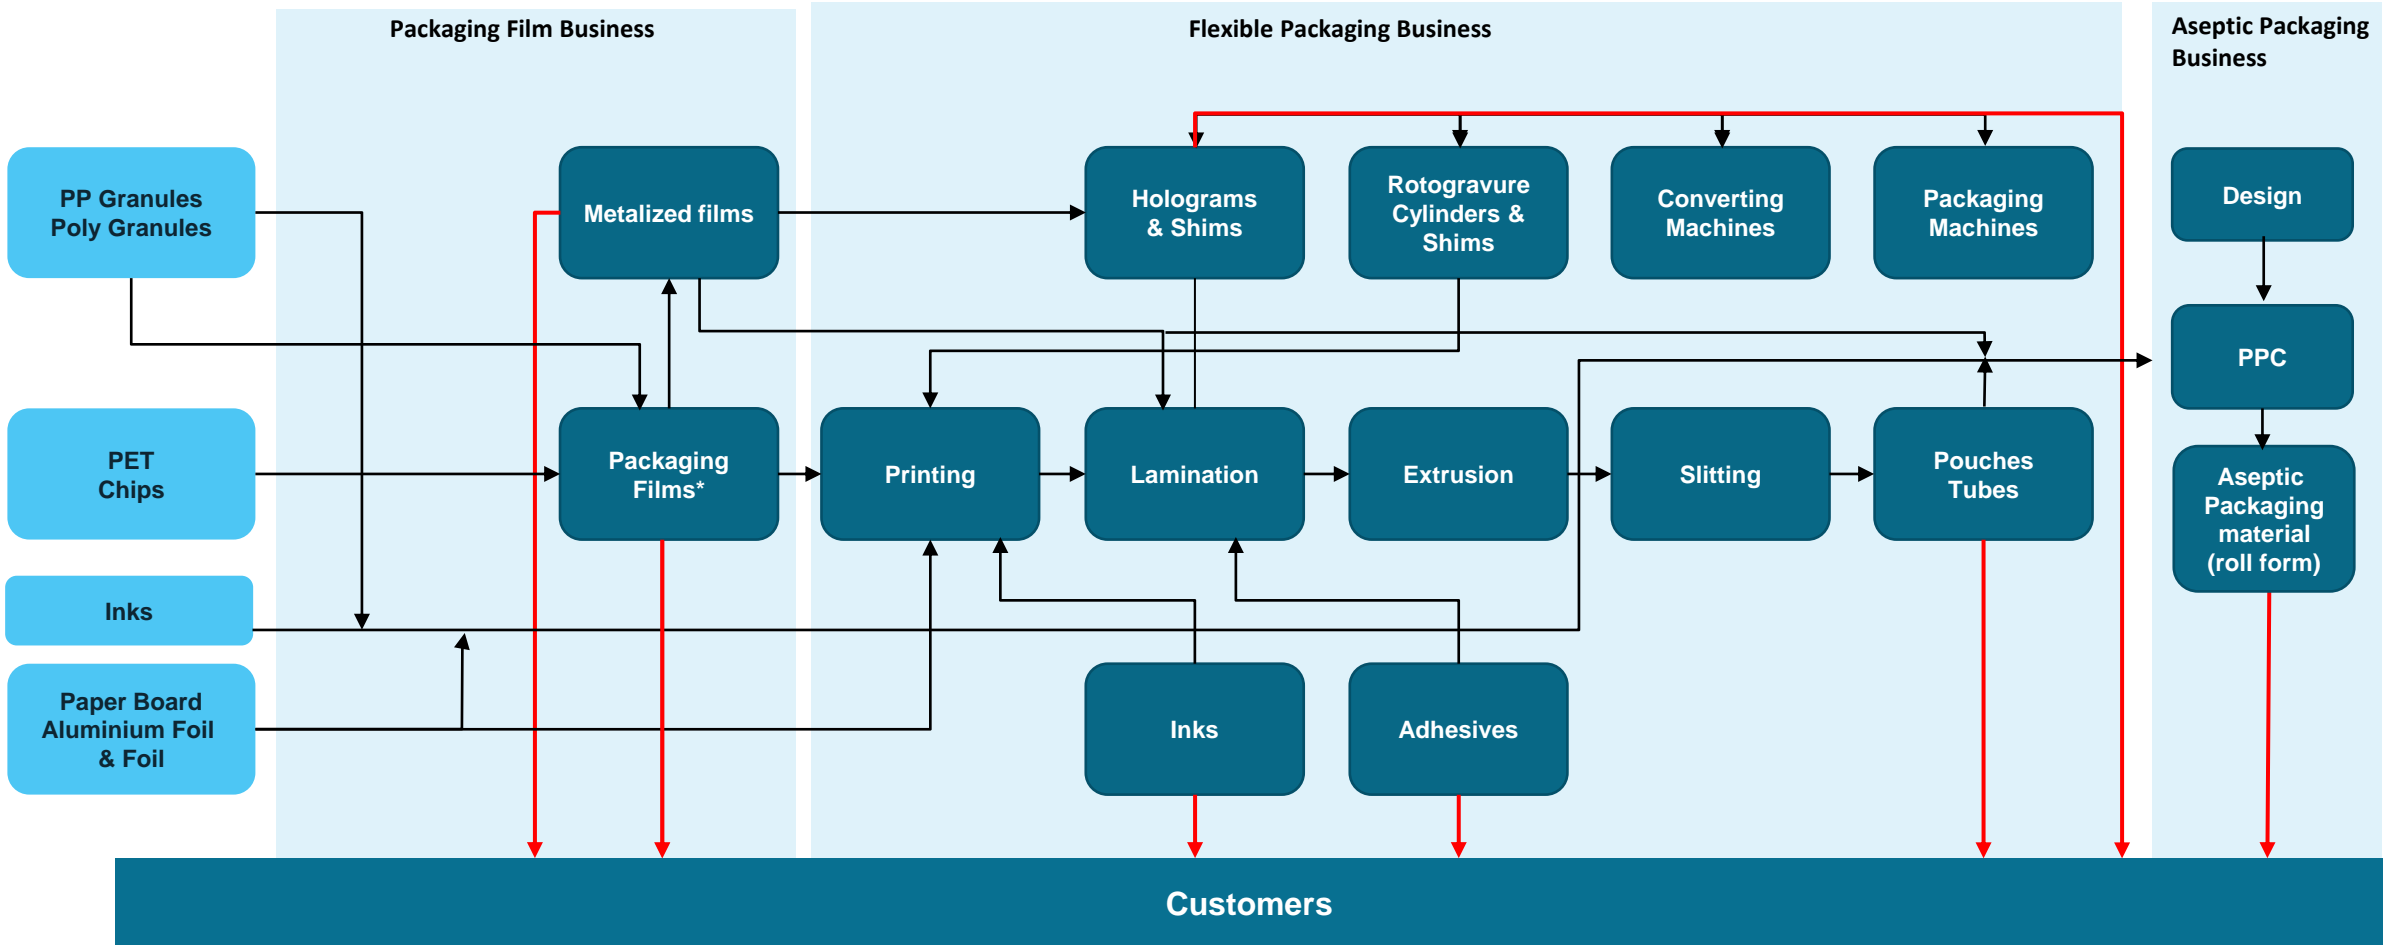 Packaging Film Business
Flexible Packaging Business
Aseptic Packaging
Business
PP Granules
Poly Granules
Metalized films
Holograms
& Shims
Rotogravure
Cylinders &
Shims
Converting
Machines
Packaging
Machines
Design
PPC
PET
Chips
Packaging
Films*
Printing
Lamination
Extrusion
Slitting
Pouches
Tubes
Aseptic
Packaging
material
(roll form)
Inks
Paper Board
Aluminium Foil
& Foil
Inks
Adhesives
Customers